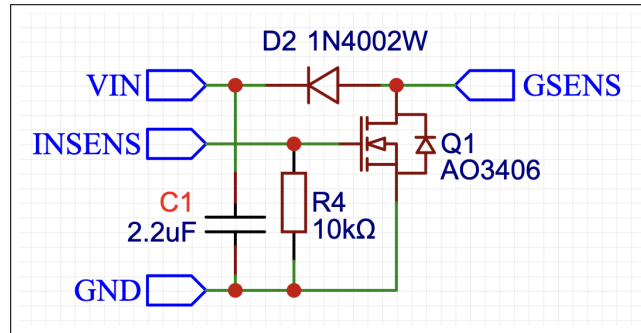 D2 1N4002W
VIN
GSENS
INSENS
Q1
AO3406
C1
2.2uF
R4
10kΩ
GND